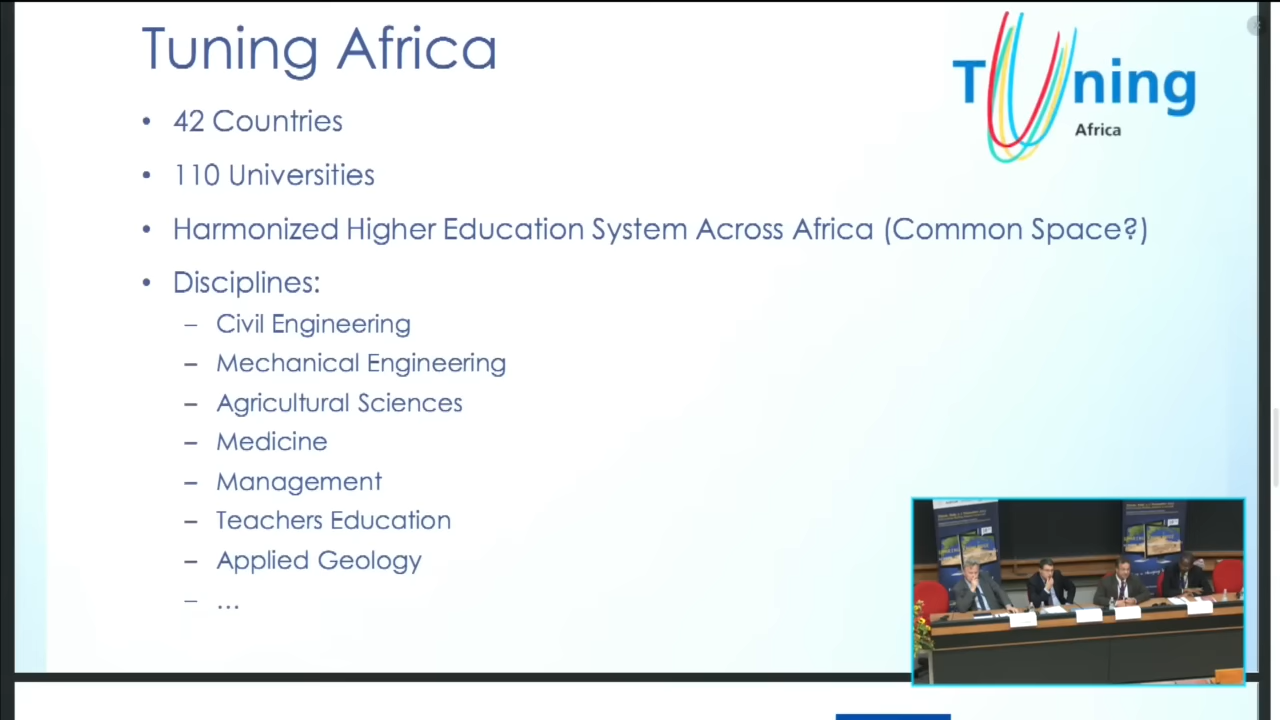 Tuning Africa
Tuning
Africa
• 42 Countries
• 110 Universities
• Harmonized Higher Education System Across Africa (Common Space?)
• Disciplines:
– Civil Engineering
– Mechanical Engineering
– Agricultural Sciences
– Medicine
– Management
– Teachers Education
– Applied Geology
– ...